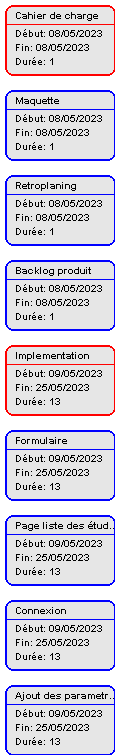 Cahier de charge
Début: 08/05/2023
Fin: 08/05/2023
Durée: 1
Maquette
Début: 08/05/2023
Fin: 08/05/2023
Durée: 1
Retroplaning
Début: 08/05/2023
Fin: 08/05/2023
Durée: 1
Backlog produit
Début: 08/05/2023
Fin: 08/05/2023
Durée: 1
Implementation
Début: 09/05/2023
Fin: 25/05/2023
Durée: 13
Formulaire
Début: 09/05/2023
Fin: 25/05/2023
Durée: 13
Page liste des étud...
Début: 09/05/2023
Fin: 25/05/2023
Durée: 13
Connexion
Début: 09/05/2023
Fin: 25/05/2023
Durée: 13
Ajout des parametr...
Début: 09/05/2023
Fin: 25/05/2023
Durée: 13